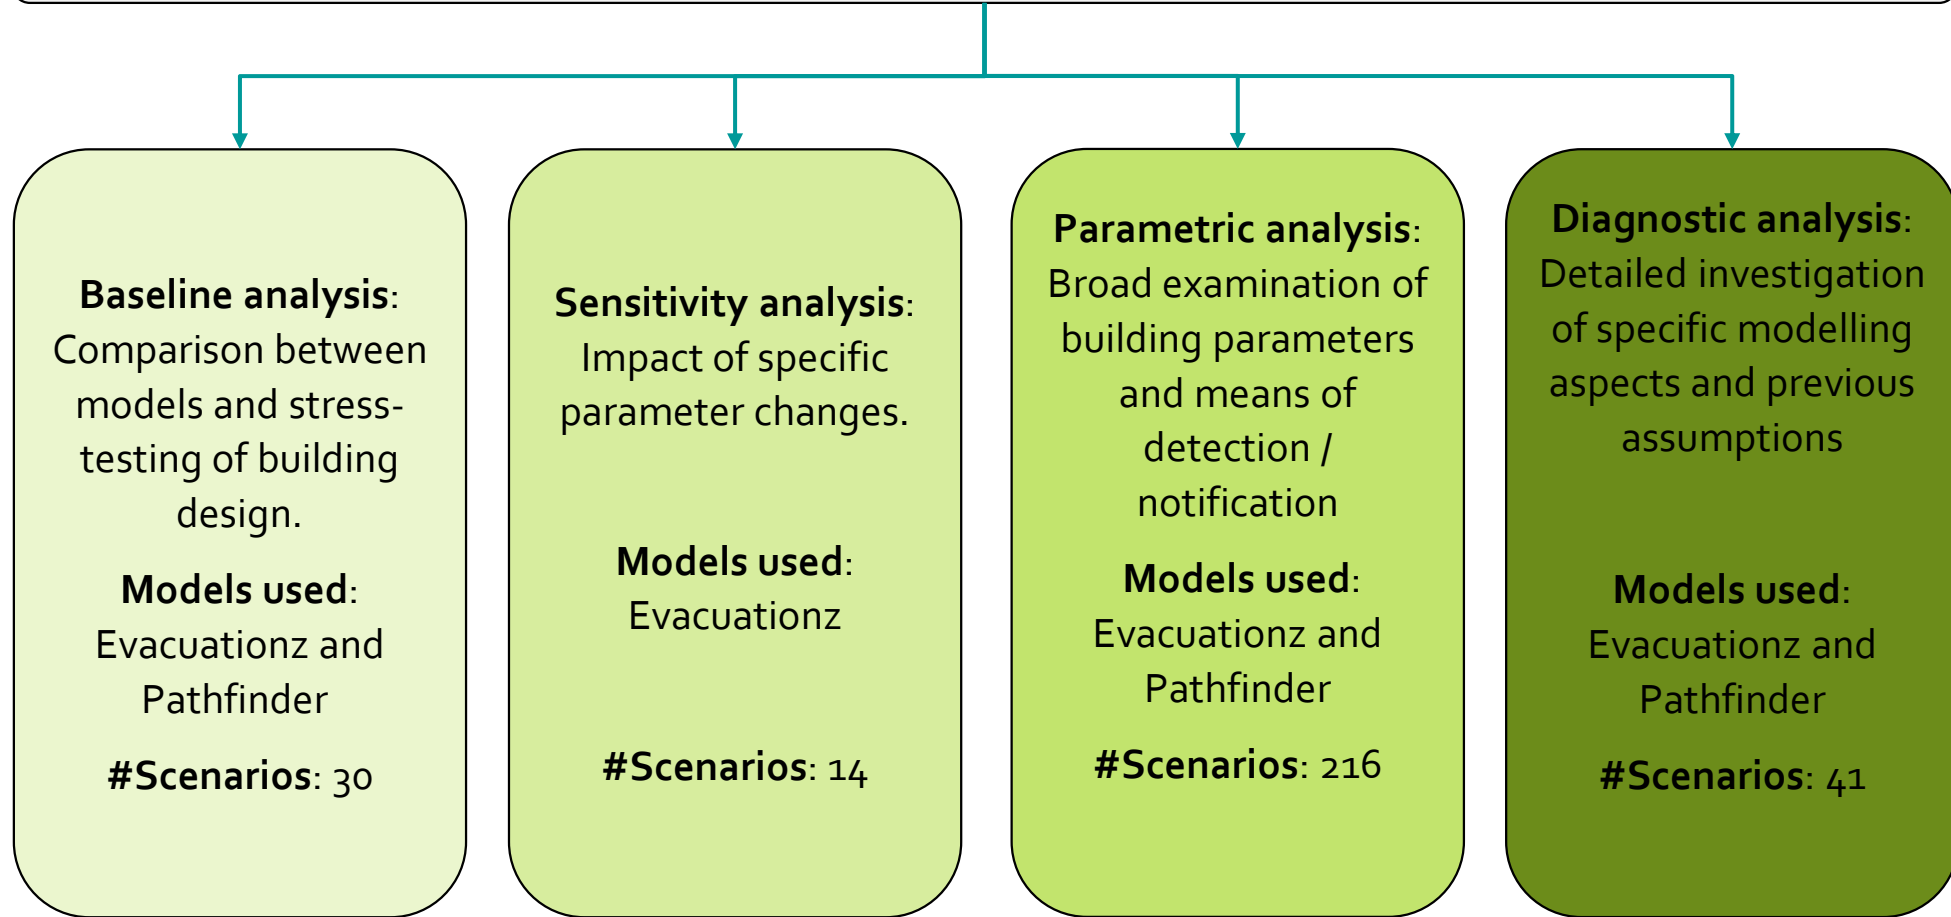 Baseline analysis:
Comparison between
models and stress-
testing of building
design.
Models used:
Evacuationz and
Pathfinder
#Scenarios: 30
Sensitivity analysis:
Impact of specific
parameter changes.
Models used:
Evacuationz
#Scenarios: 14
Parametric analysis:
Broad examination of
building parameters
and means of
detection /
notification
Models used:
Evacuationz and
Pathfinder
#Scenarios: 216
Diagnostic analysis:
Detailed investigation
of specific modelling
aspects and previous
assumptions
Models used:
Evacuationz and
Pathfinder
#Scenarios: 41